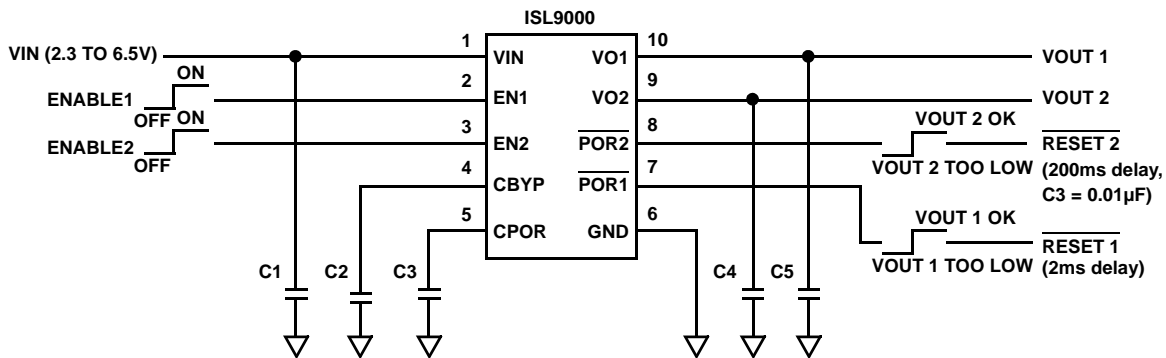 ISL9000
VIN (2.3 TO 6.5V)
1
VIN
VO1
10
VOUT 1
ON
ENABLE1
OFF
2
EN1
VO2
9
VOUT 2
ON
ENABLE2
OFF
3
EN2
POR2
8
VOUT 2 OK
VOUT 2 TOO LOW
RESET 2
(200ms delay,
C3 = 0.01µF)
4
CBYP
POR1
7
VOUT 1 OK
VOUT 1 TOO LOW
RESET 1
(2ms delay)
5
CPOR
GND
6
C1
C2
C3
C4
C5